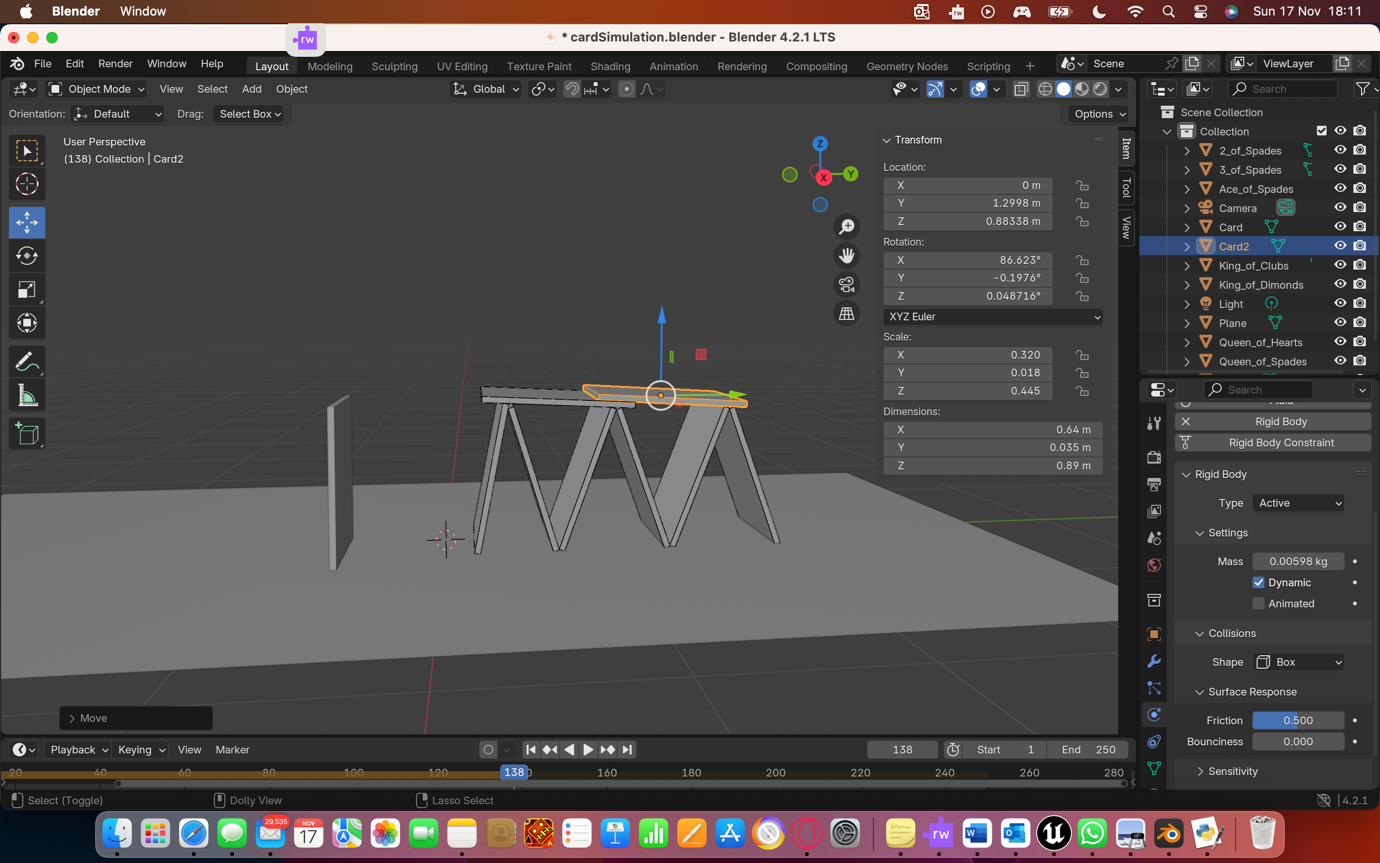 Blender Window Sun 17 Nov 18:11
rw
* cardSimulation.blender - Blender 4.2.1 LTS
File Edit Render Window Help Layout Modeling Sculpting UV Editing Texture Paint Shading Animation Rendering Compositing Geometry Nodes Scripting + Scene ViewLayer
Object Mode View Select Add Object Global Search
Orientation: Default Drag: Select Box Options
User Perspective
(138) Collection | Card2
Z
Y
X
Transform
Location:
X 0 m
Y 1.2998 m
Z 0.88338 m
Rotation:
X 86.623°
Y -0.1976°
Z 0.048716°
XYZ Euler
Scale:
X 0.320
Y 0.018
Z 0.445
Dimensions:
X 0.64 m
Y 0.035 m
Z 0.89 m
Item
Tool
View
Scene Collection
Collection
2_of_Spades
3_of_Spades
Ace_of_Spades
Camera
Card
Card2
King_of_Clubs
King_of_Dimonds
Light
Plane
Queen_of_Hearts
Queen_of_Spades
Search
Rigid Body
Rigid Body Constraint
Rigid Body
Type Active
Settings
Mass 0.00598 kg
Dynamic
Animated
Collisions
Shape Box
Surface Response
Friction 0.500
Bounciness 0.000
Sensitivity
Move
Playback Keying View Marker 138 Start 1 End 250
20 40 60 80 100 120 138 160 180 200 220 240 260 280
Select (Toggle) Dolly View Lasso Select 4.2.1
29,535
NOV
17
rw